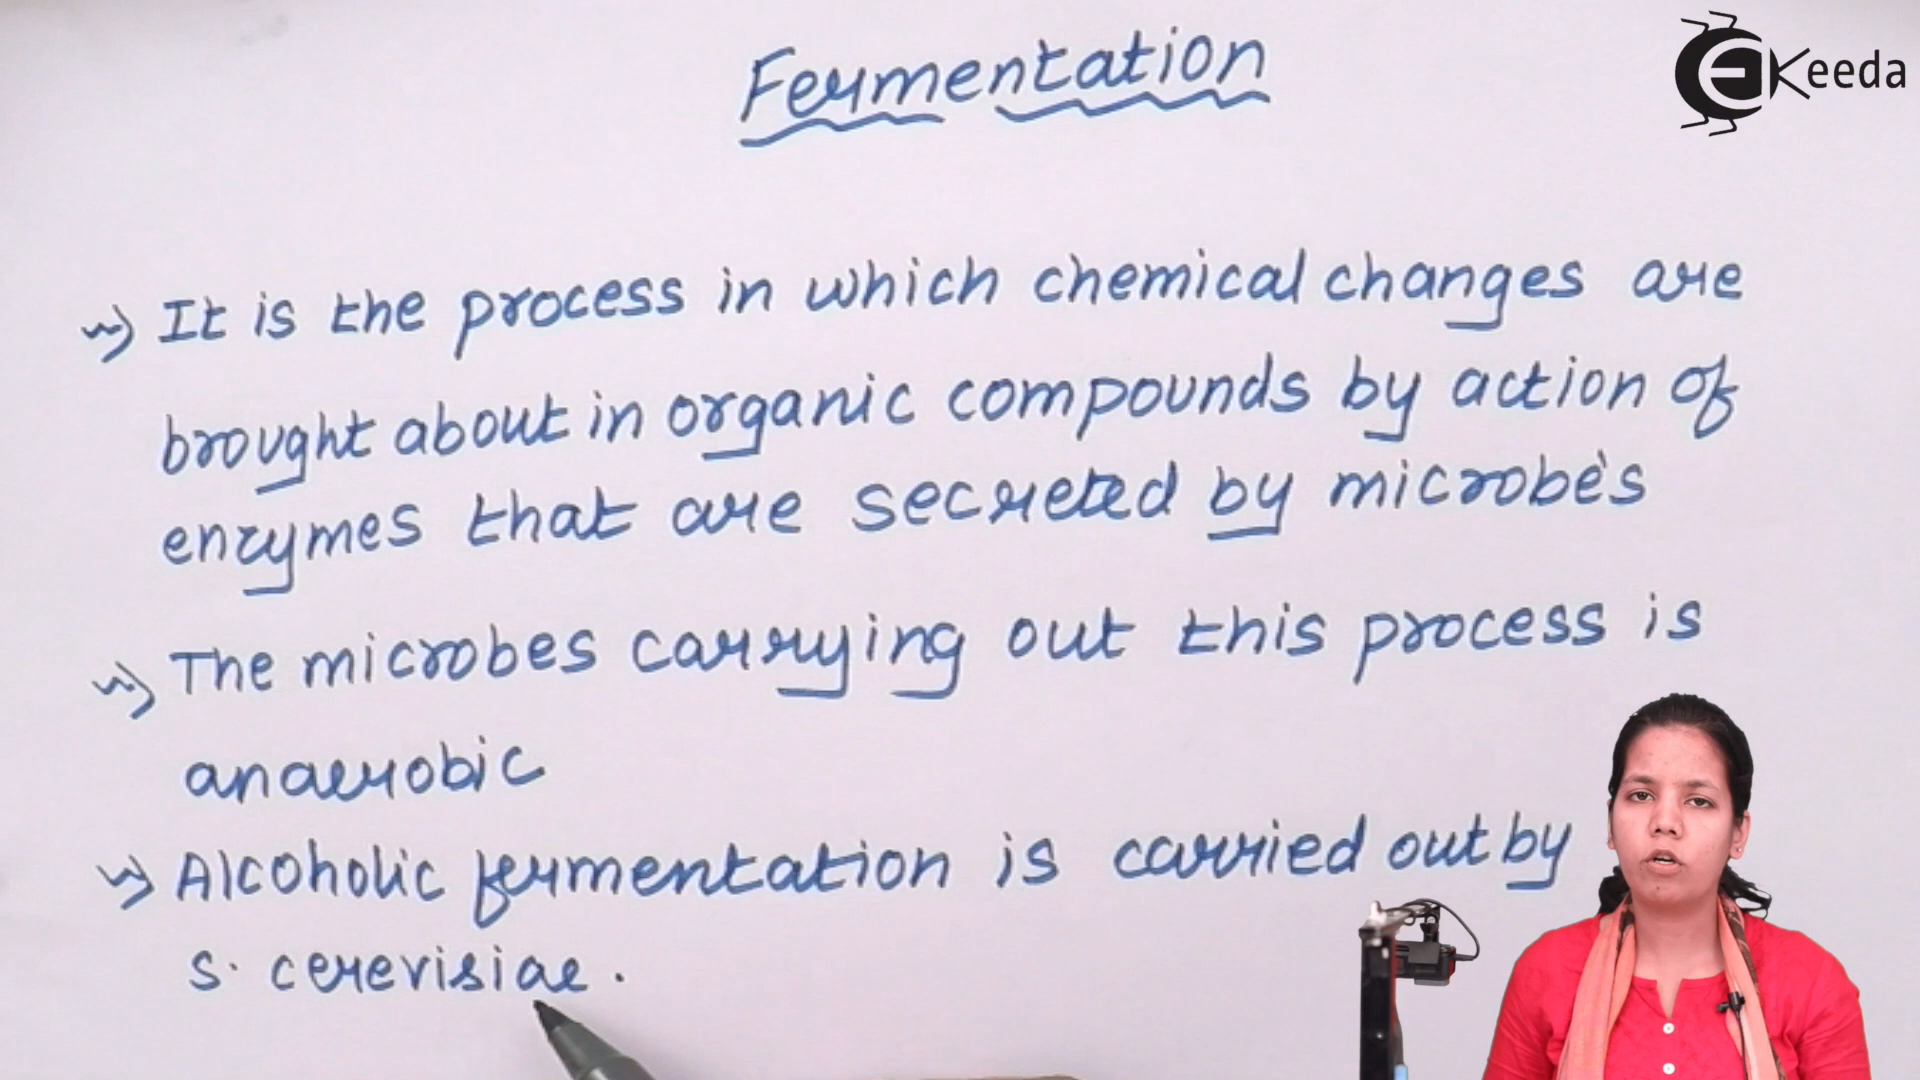 Fermentation
EKeeda
It is the process in which chemical changes are
brought about in organic compounds by action of
enzymes that are secreted by microbe's
The microbes carrying out this process is
anaerobic
Alcoholic fermentation is carried out by
S. cerevisiae.